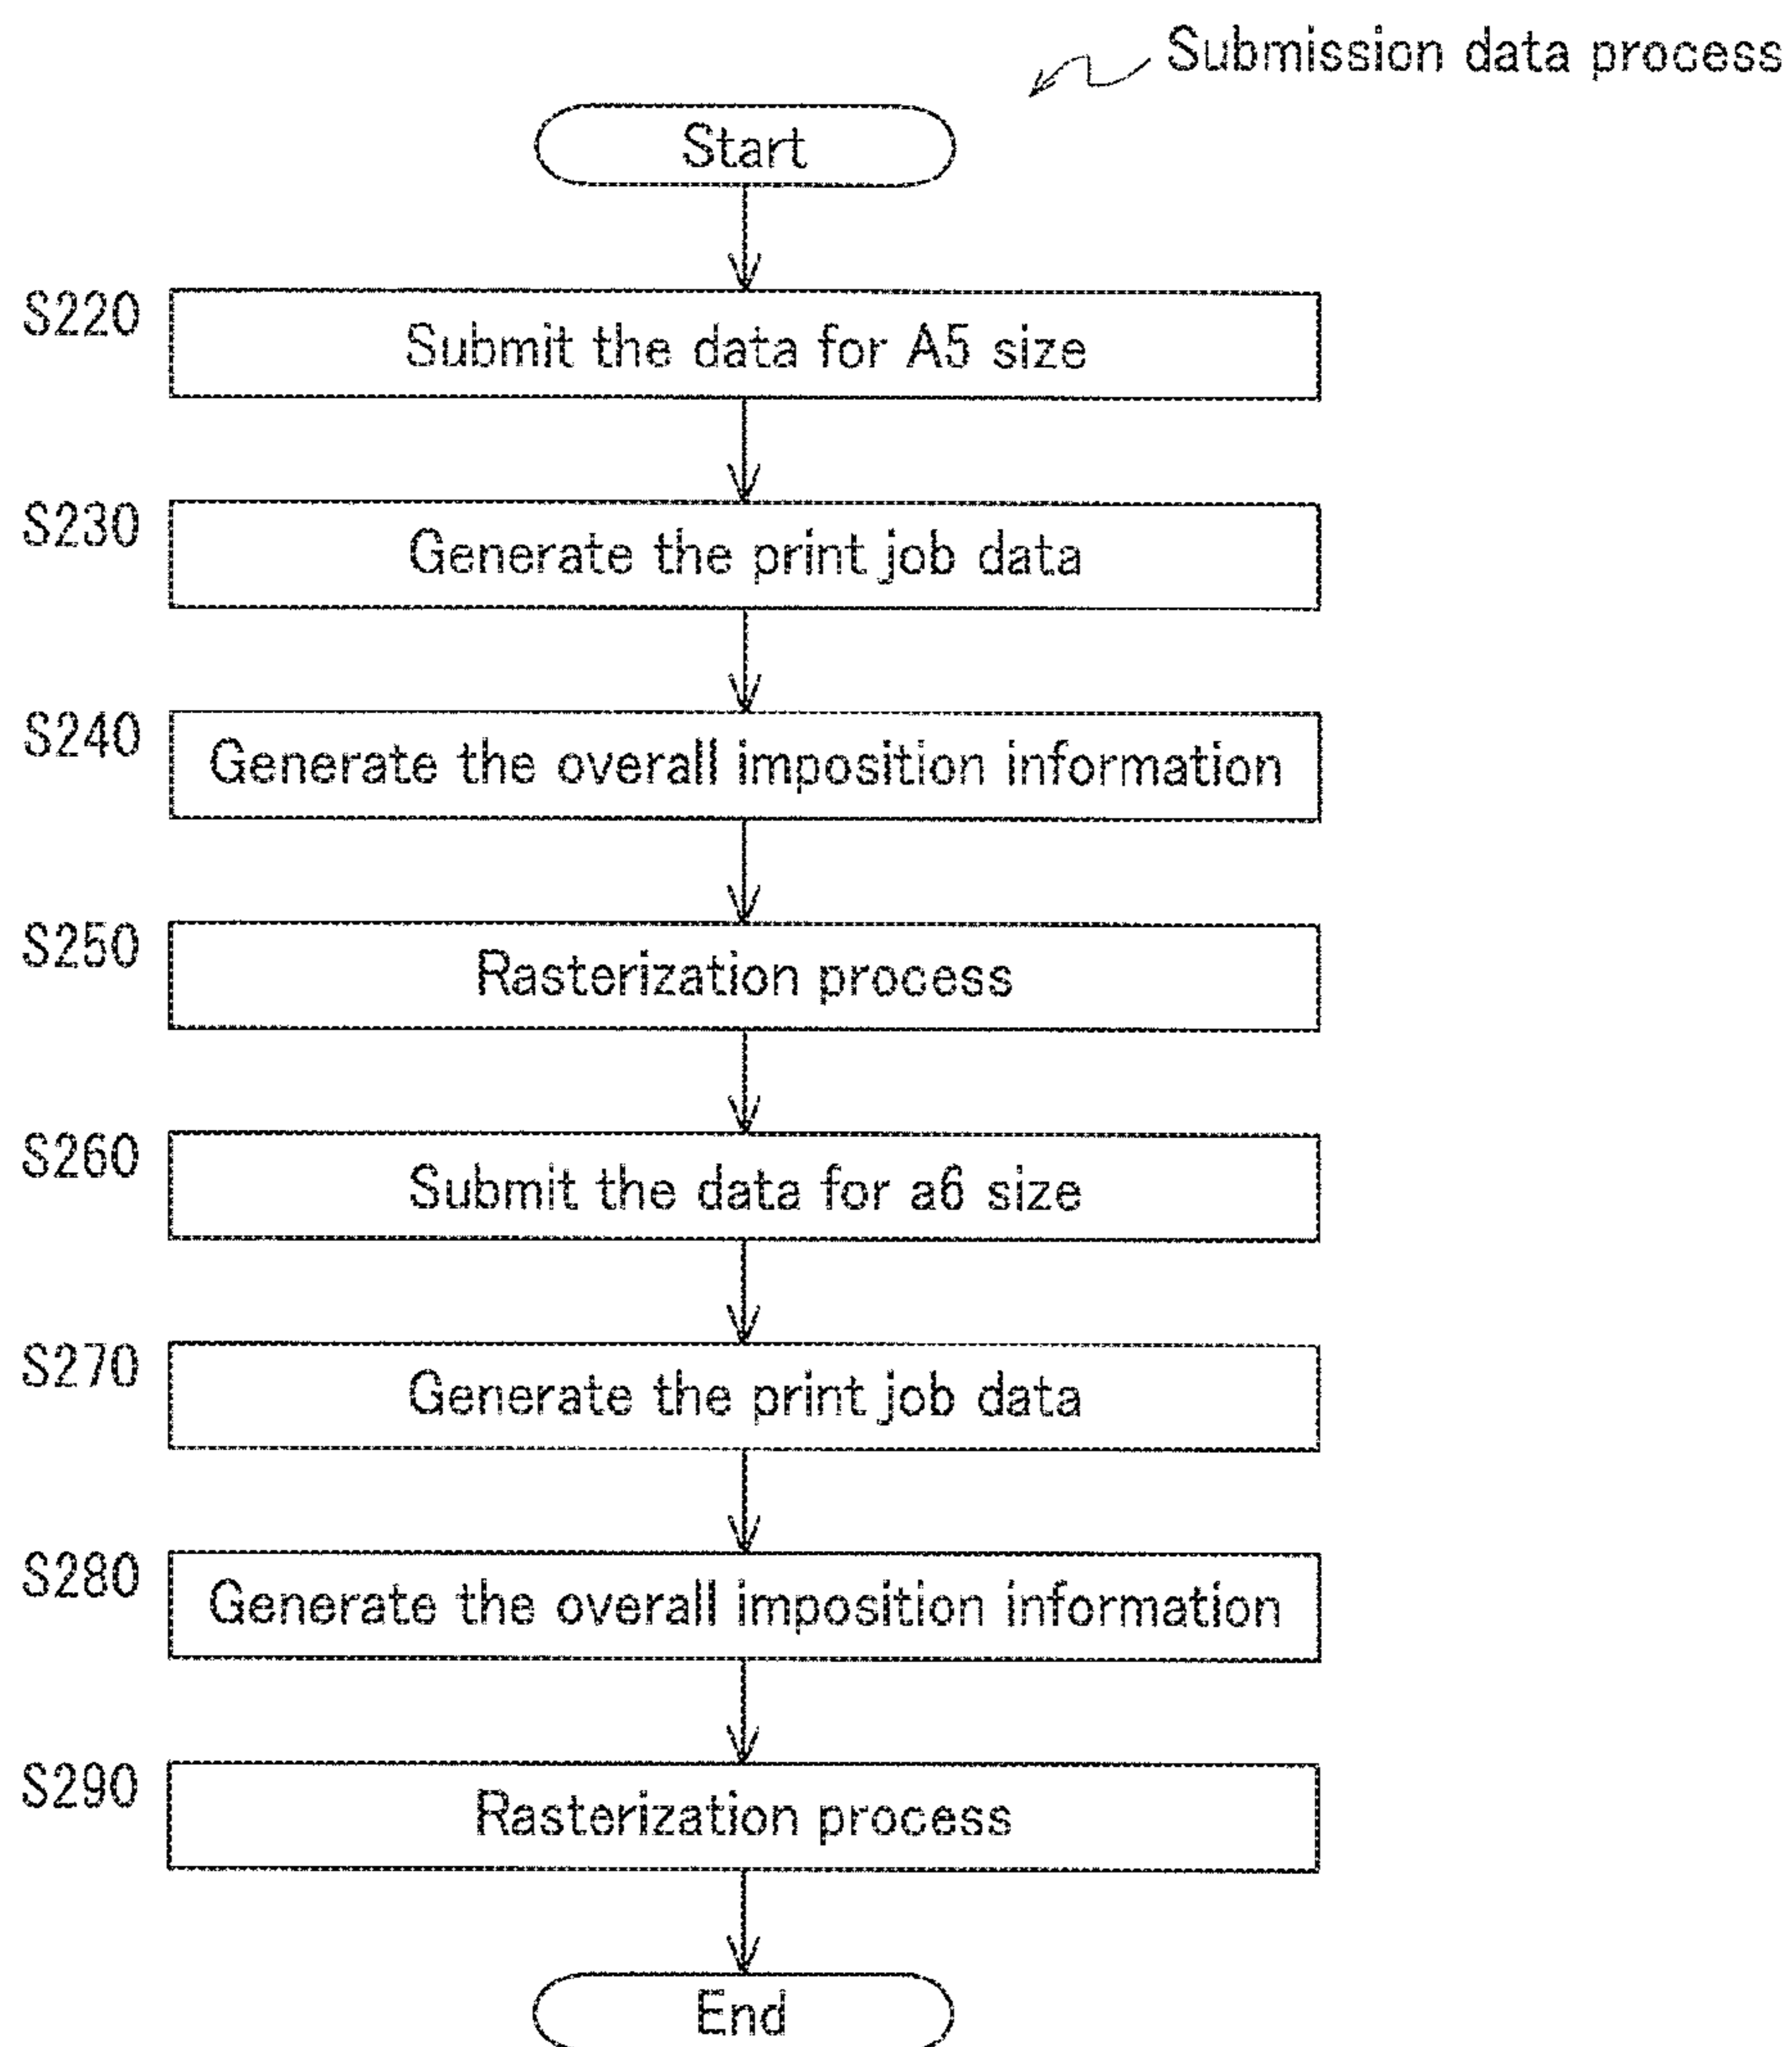 Submission data process
Start
S220
Submit the data for A5 size
S230
Generate the print job data
S240
Generate the overall imposition information
S250
Rasterization process
S260
Submit the data for a6 size
S270
Generate the print job data
S280
Generate the overall imposition information
S290
Rasterization process
End